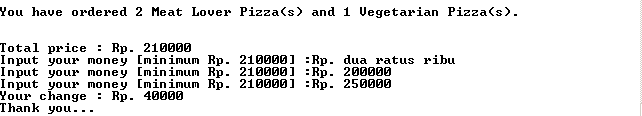 You have ordered 2 Meat Lover Pizza(s) and 1 Vegetarian Pizza(s).
Total price : Rp. 210000
Input your money [minimum Rp. 210000] :Rp. dua ratus ribu
Input your money [minimum Rp. 210000] :Rp. 200000
Input your money [minimum Rp. 210000] :Rp. 250000
Your change : Rp. 40000
Thank you...